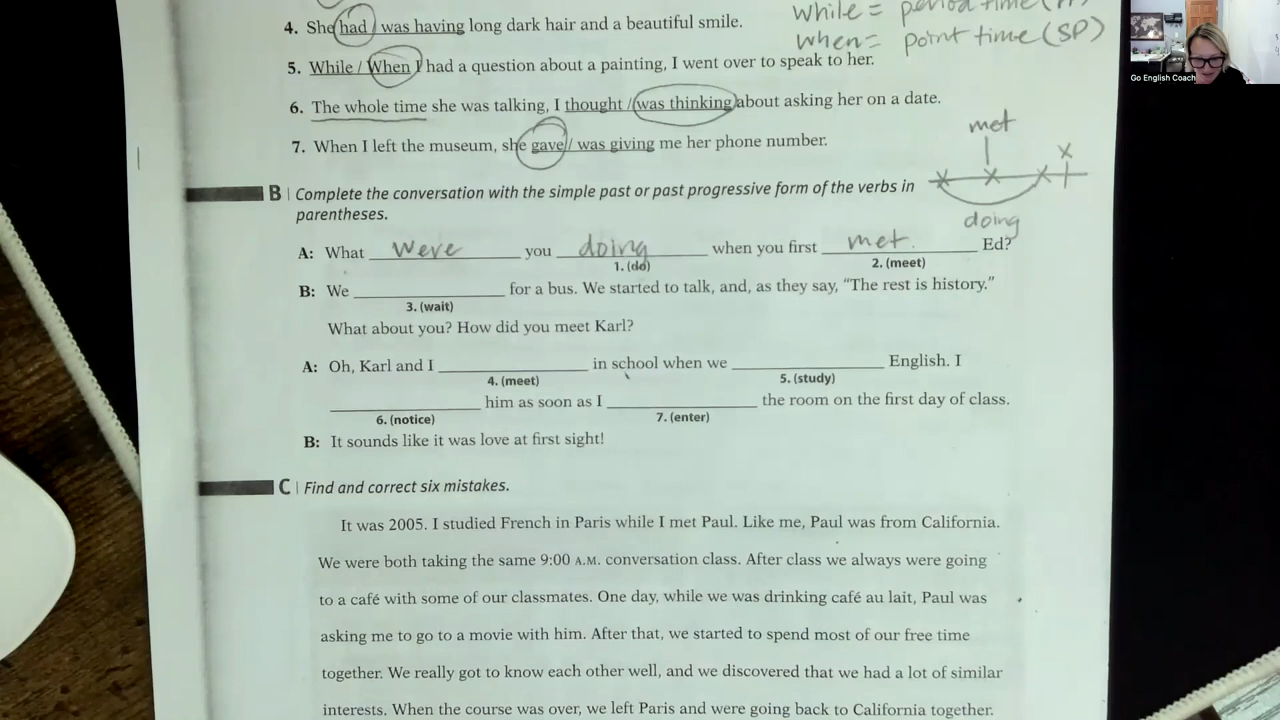 while = period time (P
4. She had / was having long dark hair and a beautiful smile.
when = point time (SP)
5. While / When I had a question about a painting, I went over to speak to her.
Go English Coach
6. The whole time she was talking, I thought / was thinking about asking her on a date.
met
7. When I left the museum, she gave / was giving me her phone number.
B | Complete the conversation with the simple past or past progressive form of the verbs in
parentheses.
doing
A: What were you doing when you first met. Ed?
1. (do) 2. (meet)
B: We ____________ for a bus. We started to talk, and, as they say, “The rest is history.”
3. (wait)
What about you? How did you meet Karl?
A: Oh, Karl and I ____________ in school when we ____________ English. I
4. (meet) 5. (study)
____________ him as soon as I ____________ the room on the first day of class.
6. (notice) 7. (enter)
B: It sounds like it was love at first sight!
C | Find and correct six mistakes.
It was 2005. I studied French in Paris while I met Paul. Like me, Paul was from California.
We were both taking the same 9:00 A.M. conversation class. After class we always were going
to a café with some of our classmates. One day, while we was drinking café au lait, Paul was
asking me to go to a movie with him. After that, we started to spend most of our free time
together. We really got to know each other well, and we discovered that we had a lot of similar
interests. When the course was over, we left Paris and were going back to California together.